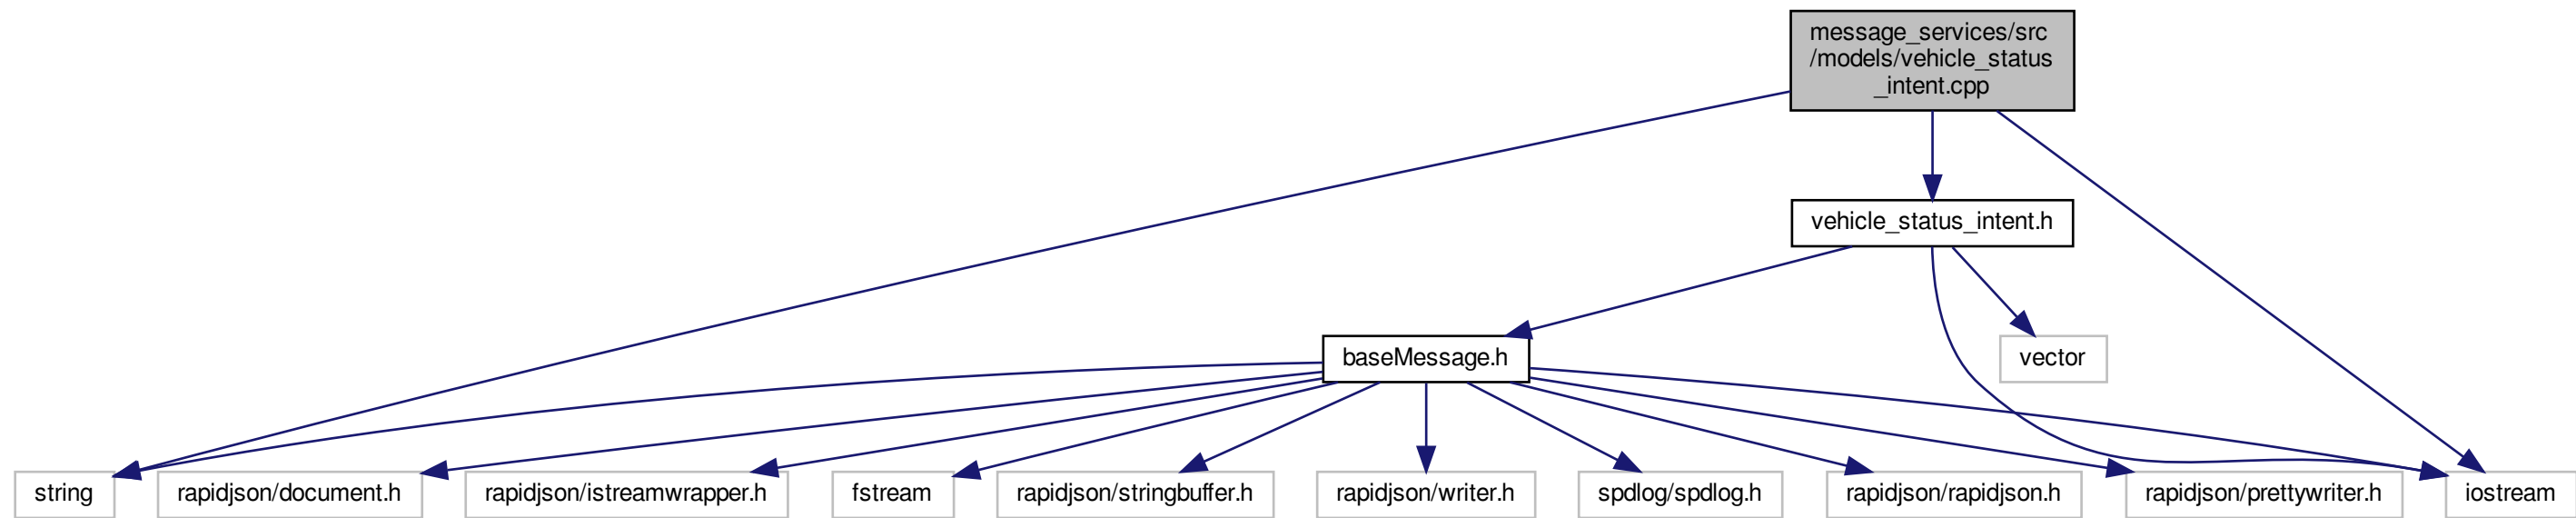 message_services/src
/models/vehicle_status
_intent.cpp
vehicle_status_intent.h
baseMessage.h
vector
string
rapidjson/document.h
rapidjson/istreamwrapper.h
fstream
rapidjson/stringbuffer.h
rapidjson/writer.h
spdlog/spdlog.h
rapidjson/rapidjson.h
rapidjson/prettywriter.h
iostream